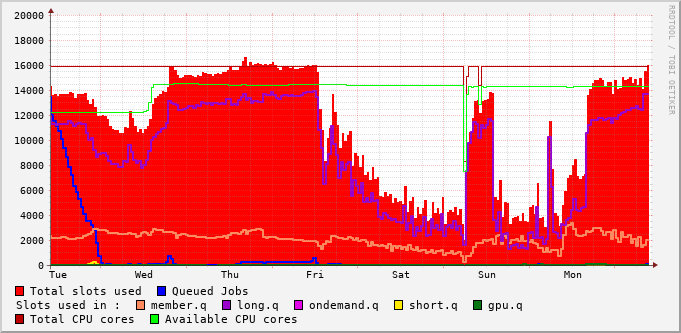 20000
18000
16000
14000
12000
10000
8000
6000
4000
2000
0
Tue Wed Thu Fri Sat Sun Mon
RRDTOOL / TOBI OETIKER
Total slots used Queued Jobs
Slots used in : member.q long.q ondemand.q short.q gpu.q
Total CPU cores Available CPU cores